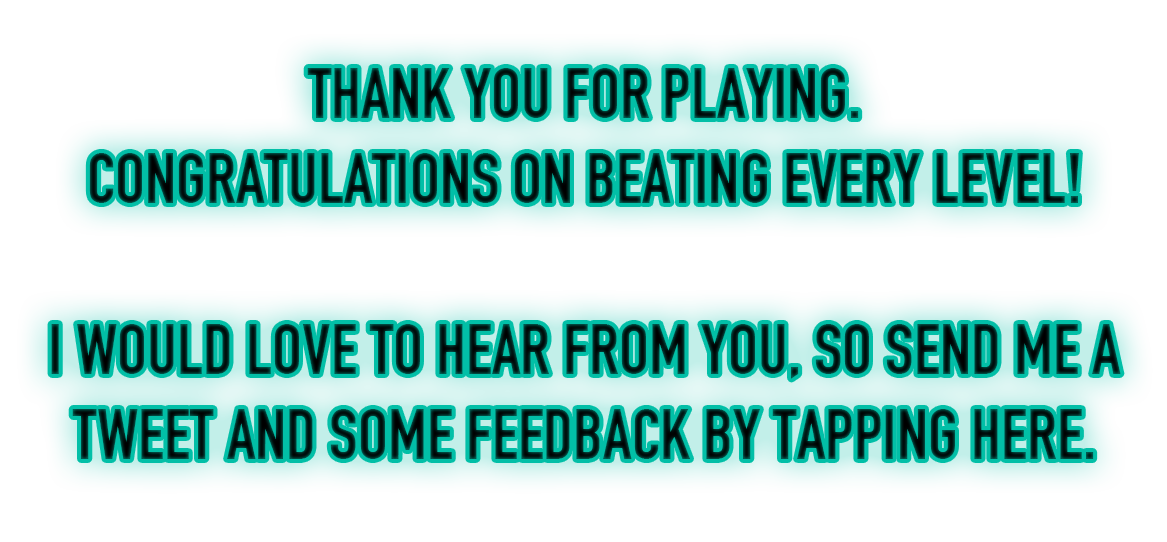 THANK YOU FOR PLAYING.
CONGRATULATIONS ON BEATING EVERY LEVEL!
I WOULD LOVE TO HEAR FROM YOU, SO SEND ME A
TWEET AND SOME FEEDBACK BY TAPPING HERE.